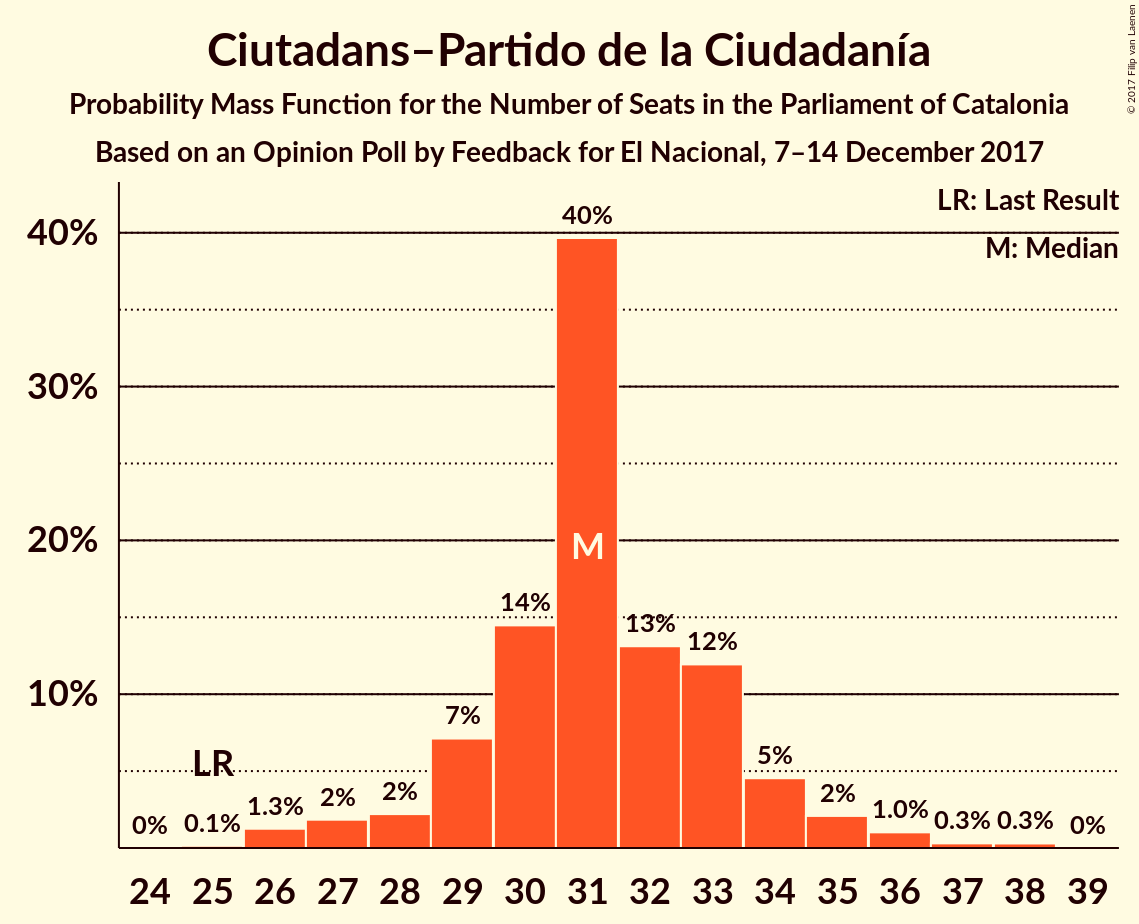 Ciutadans–Partido de la Ciudadanía
Probability Mass Function for the Number of Seats in the Parliament of Catalonia
Based on an Opinion Poll by Feedback for El Nacional, 7–14 December 2017
© 2017 Filip van Laenen
LR: Last Result
M: Median
40%
30%
20%
10%
0%
0.1%
1.3%
2%
2%
7%
14%
40%
13%
12%
5%
2%
1.0%
0.3%
0.3%
0%
LR
M
24 25 26 27 28 29 30 31 32 33 34 35 36 37 38 39